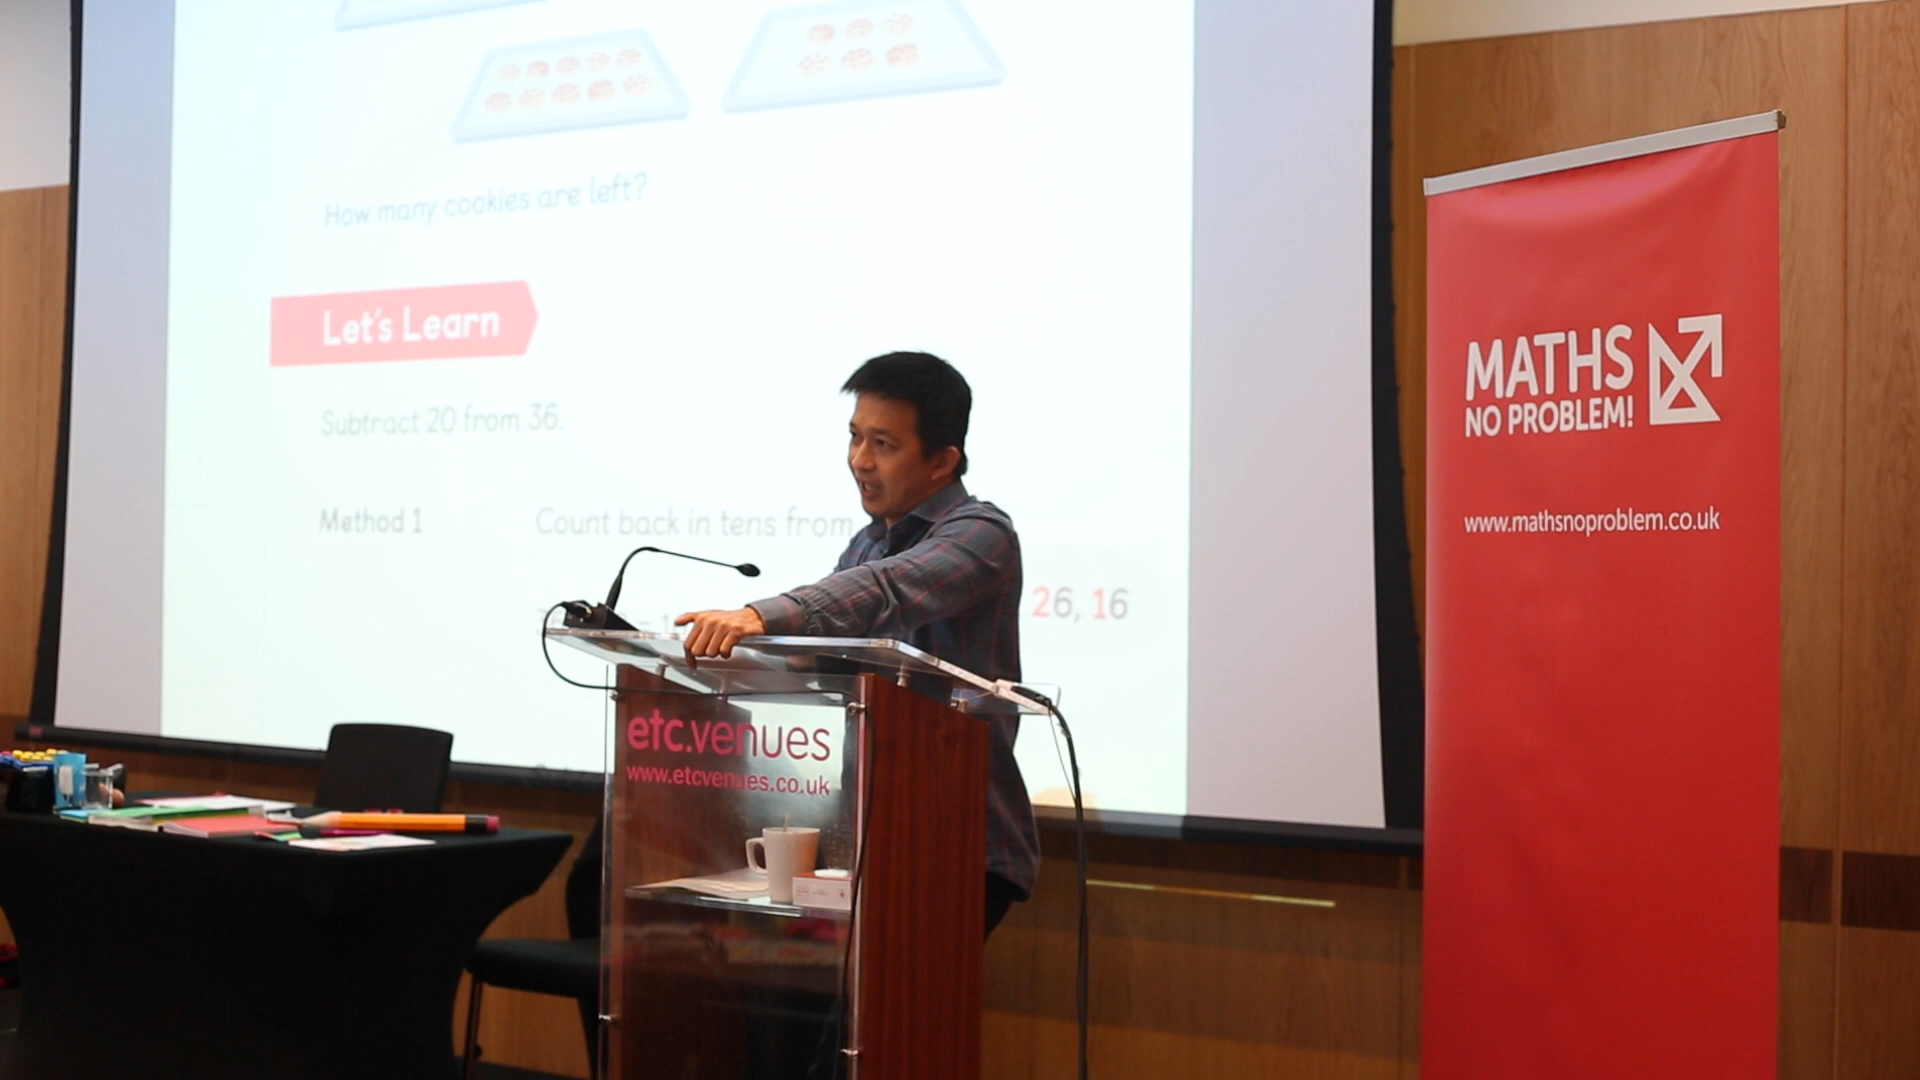 How many cookies are left?
Let's Learn
Subtract 20 from 36.
Method 1
Count back in tens from
26, 16
etc.venues
www.etcvenues.co.uk
MATHS
NO PROBLEM!
www.mathsnoproblem.co.uk